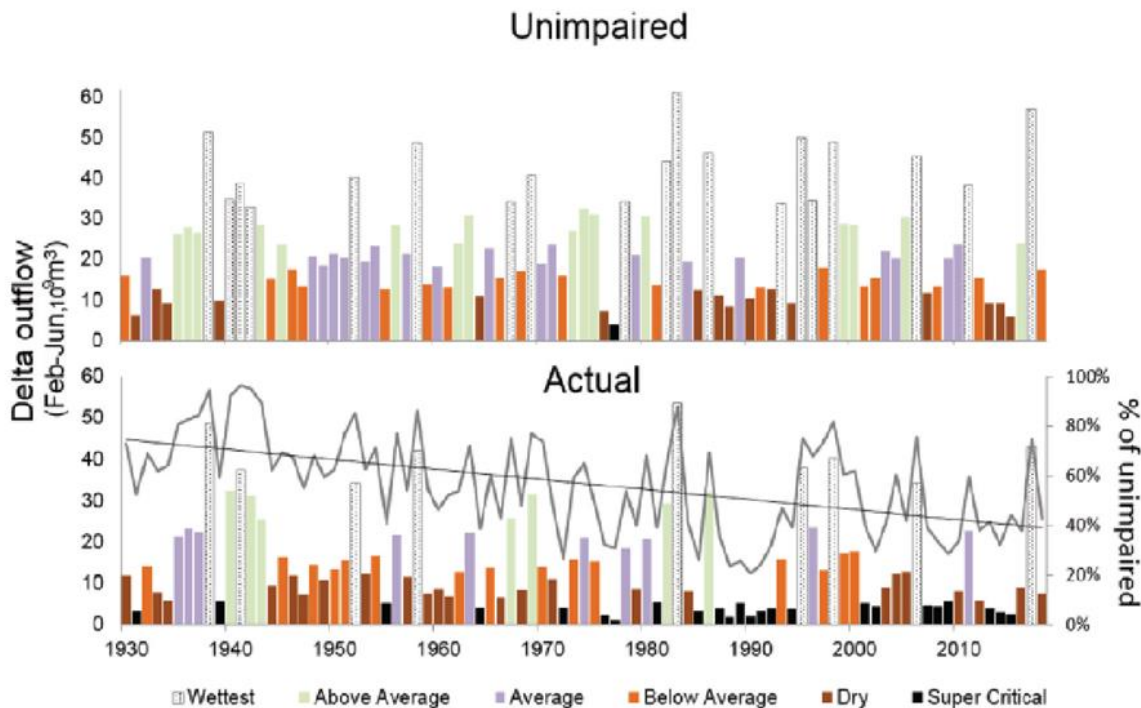 Unimpaired
60
50
40
30
20
10
0
Delta outflow
(Feb-Jun,10⁹m³)
Actual
60
50
40
30
20
10
0
100%
80%
60%
40%
20%
0%
% of unimpaired
1930 1940 1950 1960 1970 1980 1990 2000 2010
Wettest Above Average Average Below Average Dry Super Critical